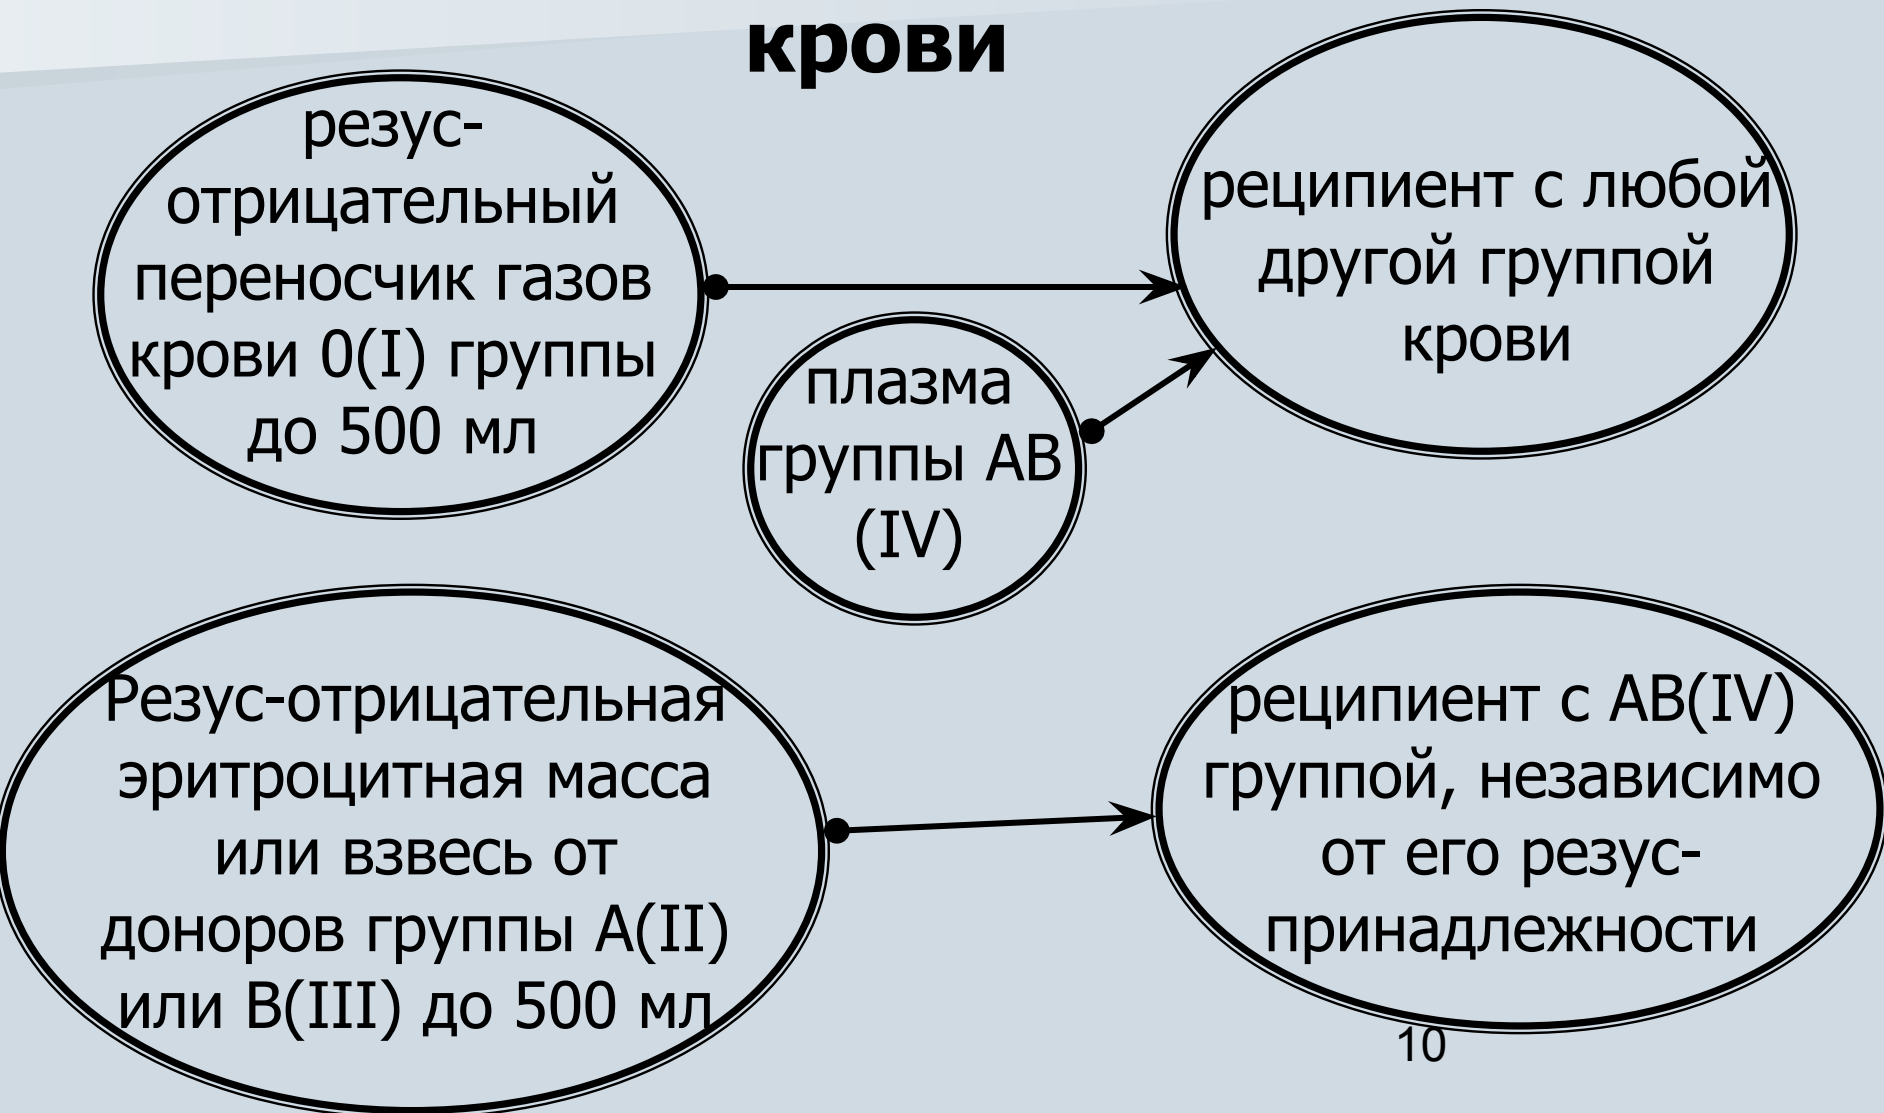 крови
резус-
отрицательный
переносчик газов
крови 0(I) группы
до 500 мл
реципиент с любой
другой группой
крови
плазма
группы АВ
(IV)
Резус-отрицательная
эритроцитная масса
или взвесь от
доноров группы А(II)
или В(III) до 500 мл
реципиент с АВ(IV)
группой, независимо
от его резус-
принадлежности
10